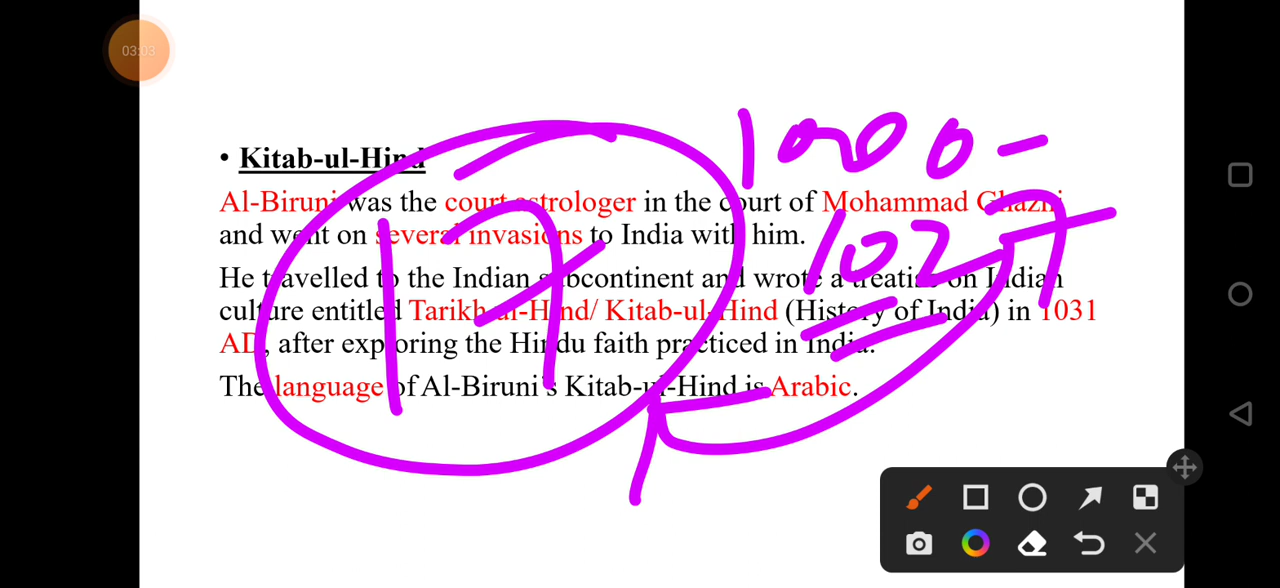 03:03
• Kitab-ul-Hind
1000-
Al-Biruni was the court astrologer in the court of Mohammad Ghazni
and went on several invasions to India with him.
17
1027
He travelled to the Indian subcontinent and wrote a treatise on Indian
culture entitled Tarikh-al-Hind/ Kitab-ul-Hind (History of India) in 1031
AD, after exploring the Hindu faith practiced in India.
The language of Al-Biruni's Kitab-ul-Hind is Arabic.